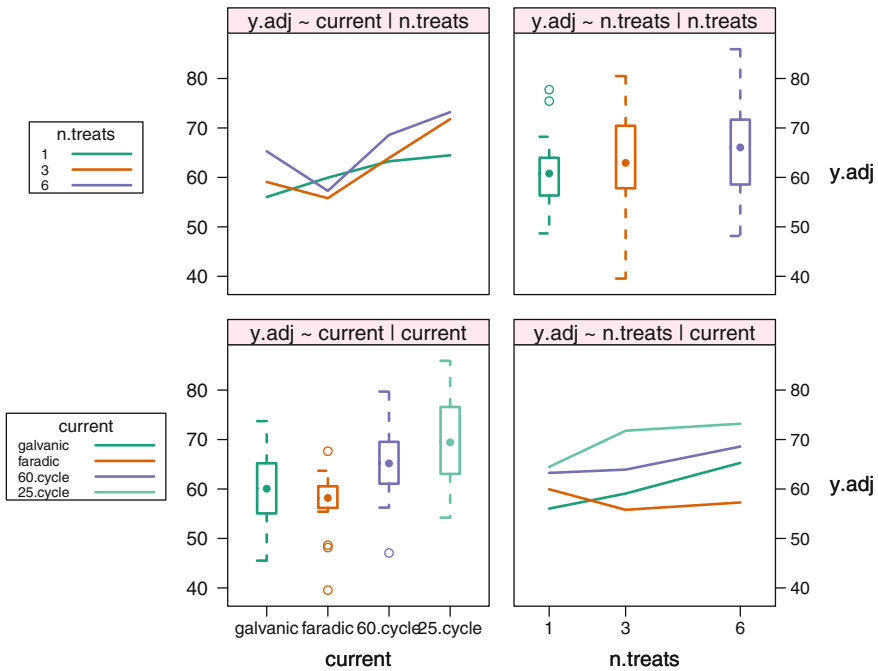 y.adj ~ current | n.treats
y.adj ~ n.treats | n.treats
80
70
60
50
40
80
70
60
50
40
y.adj
n.treats
1
3
6
y.adj ~ current | current
y.adj ~ n.treats | current
80
70
60
50
40
80
70
60
50
40
y.adj
current
galvanic
faradic
60.cycle
25.cycle
galvanic faradic 60.cycle 25.cycle
current
1 3 6
n.treats